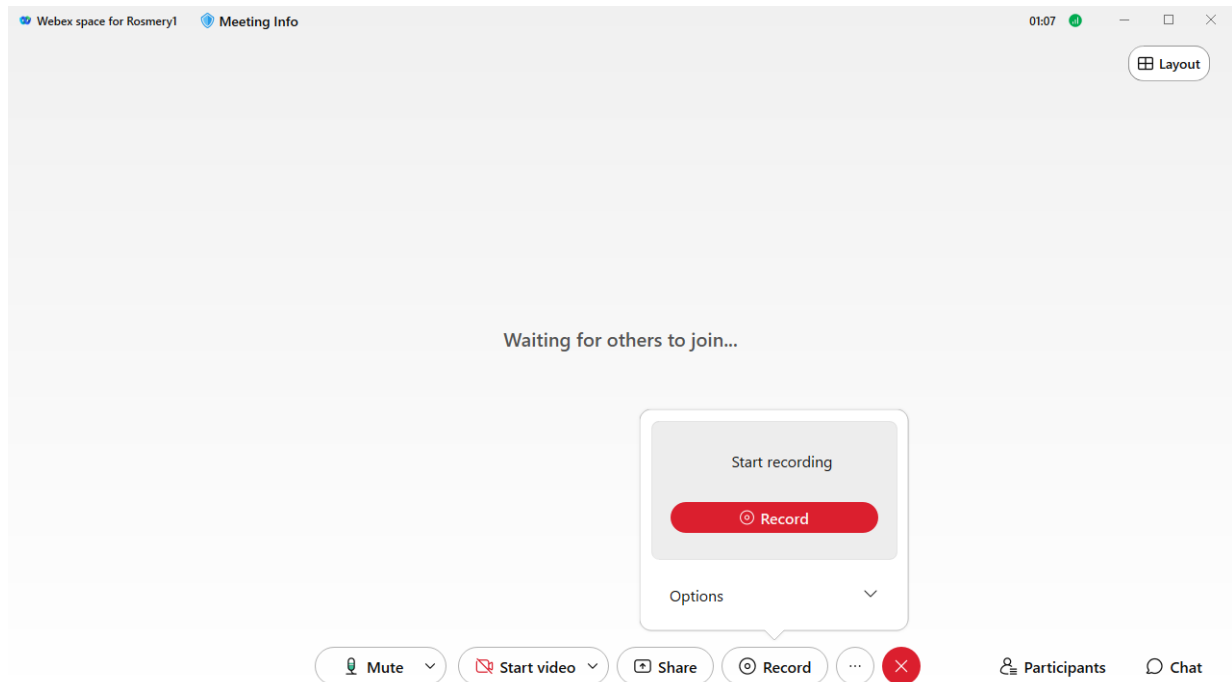 Webex space for Rosmery1 Meeting Info 01:07
Layout
Waiting for others to join...
Start recording
Record
Options
Mute Start video Share Record ... Participants Chat